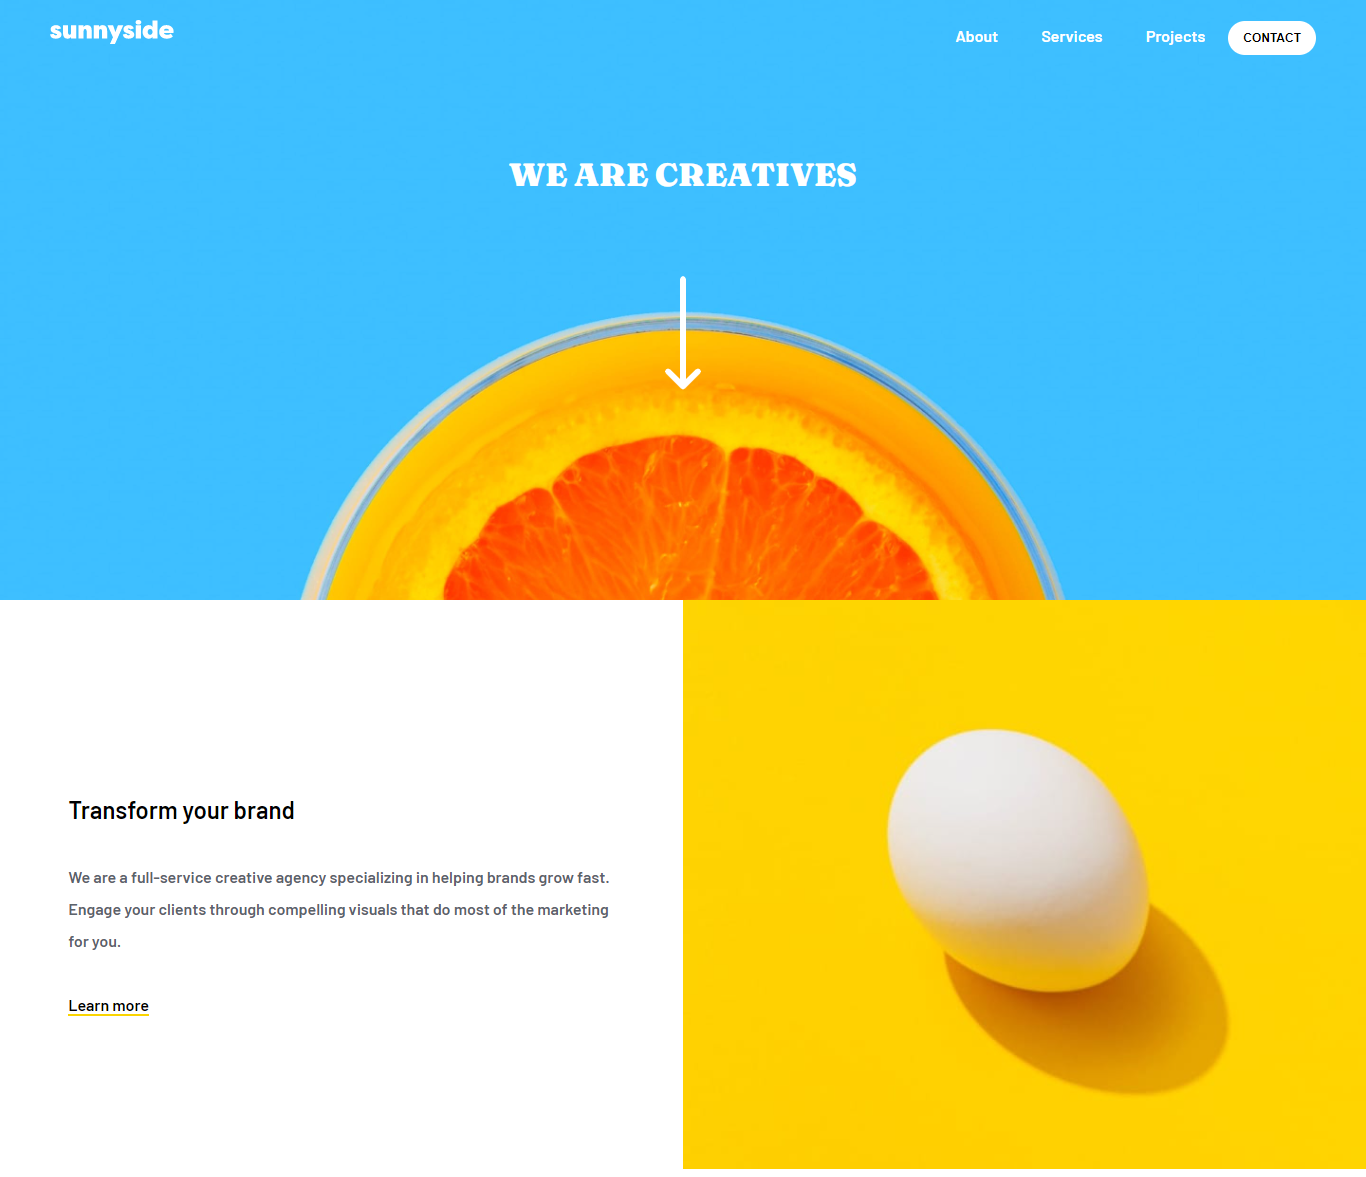 sunnyside
About Services Projects CONTACT
WE ARE CREATIVES
Transform your brand
We are a full-service creative agency specializing in helping brands grow fast.
Engage your clients through compelling visuals that do most of the marketing
for you.
Learn more